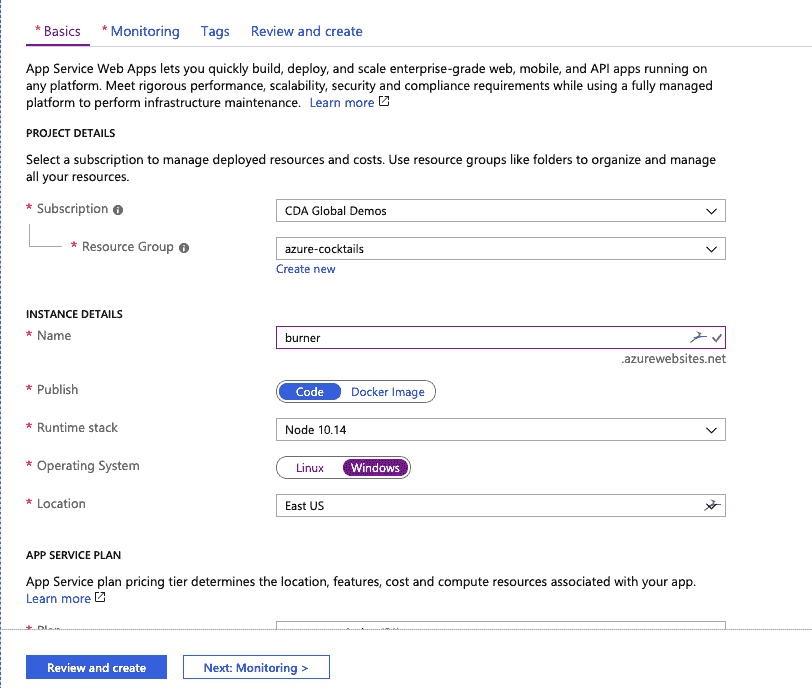 * Basics * Monitoring Tags Review and create
App Service Web Apps lets you quickly build, deploy, and scale enterprise-grade web, mobile, and API apps running on
any platform. Meet rigorous performance, scalability, security and compliance requirements while using a fully managed
platform to perform infrastructure maintenance. Learn more
PROJECT DETAILS
Select a subscription to manage deployed resources and costs. Use resource groups like folders to organize and manage
all your resources.
* Subscription CDA Global Demos
* Resource Group azure-cocktails
Create new
INSTANCE DETAILS
* Name burner
.azurewebsites.net
* Publish Code Docker Image
* Runtime stack Node 10.14
* Operating System Linux Windows
* Location East US
APP SERVICE PLAN
App Service plan pricing tier determines the location, features, cost and compute resources associated with your app.
Learn more
* Plan
Review and create Next: Monitoring >